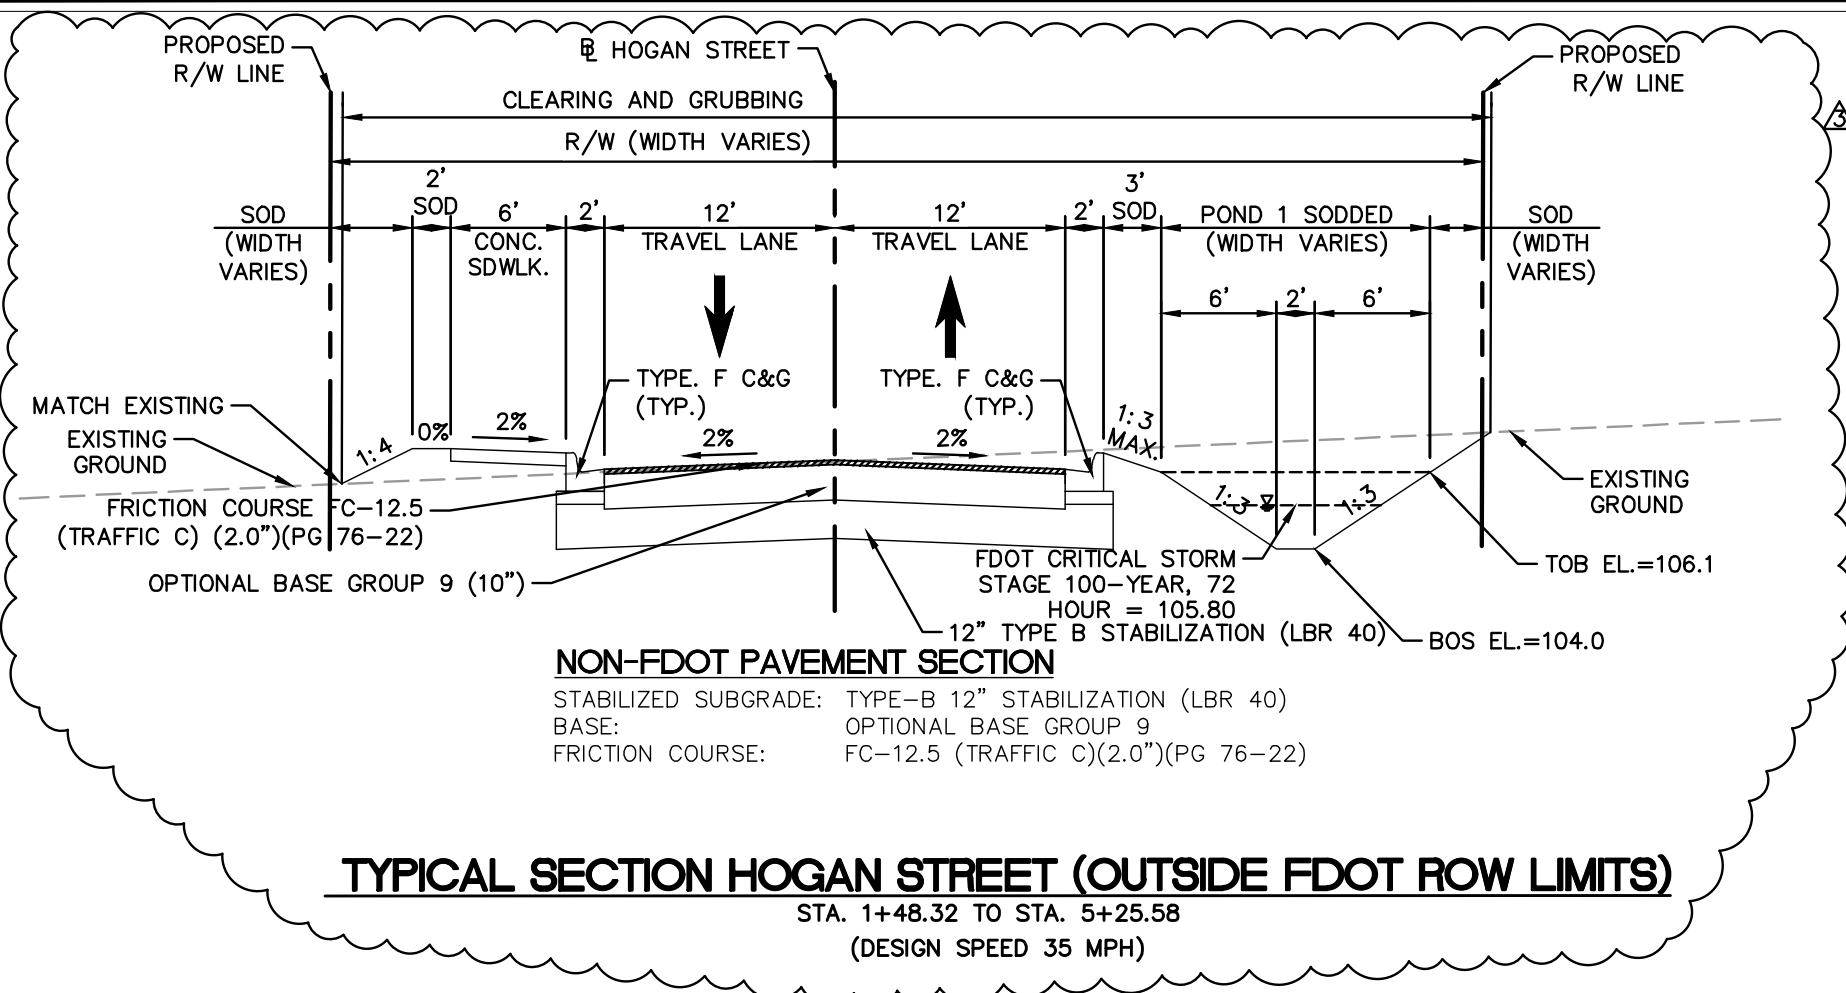 PROPOSED
R/W LINE
℄ HOGAN STREET
PROPOSED
R/W LINE
3
CLEARING AND GRUBBING
R/W (WIDTH VARIES)
SOD
(WIDTH
VARIES)
2'
SOD
6'
CONC.
SDWLK.
2'
12'
TRAVEL LANE
12'
TRAVEL LANE
2'
3'
SOD
POND 1 SODDED
(WIDTH VARIES)
SOD
(WIDTH
VARIES)
6'
2'
6'
TYPE. F C&G
(TYP.)
TYPE. F C&G
(TYP.)
MATCH EXISTING
EXISTING
GROUND
1:4
0%
2%
2%
2%
1:3
MAX.
1:3
1:3
EXISTING
GROUND
FRICTION COURSE FC-12.5
(TRAFFIC C) (2.0")(PG 76-22)
OPTIONAL BASE GROUP 9 (10")
FDOT CRITICAL STORM
STAGE 100-YEAR, 72
HOUR = 105.80
12" TYPE B STABILIZATION (LBR 40)
TOB EL.=106.1
BOS EL.=104.0
NON-FDOT PAVEMENT SECTION
STABILIZED SUBGRADE: TYPE-B 12" STABILIZATION (LBR 40)
BASE: OPTIONAL BASE GROUP 9
FRICTION COURSE: FC-12.5 (TRAFFIC C)(2.0")(PG 76-22)
TYPICAL SECTION HOGAN STREET (OUTSIDE FDOT ROW LIMITS)
STA. 1+48.32 TO STA. 5+25.58
(DESIGN SPEED 35 MPH)